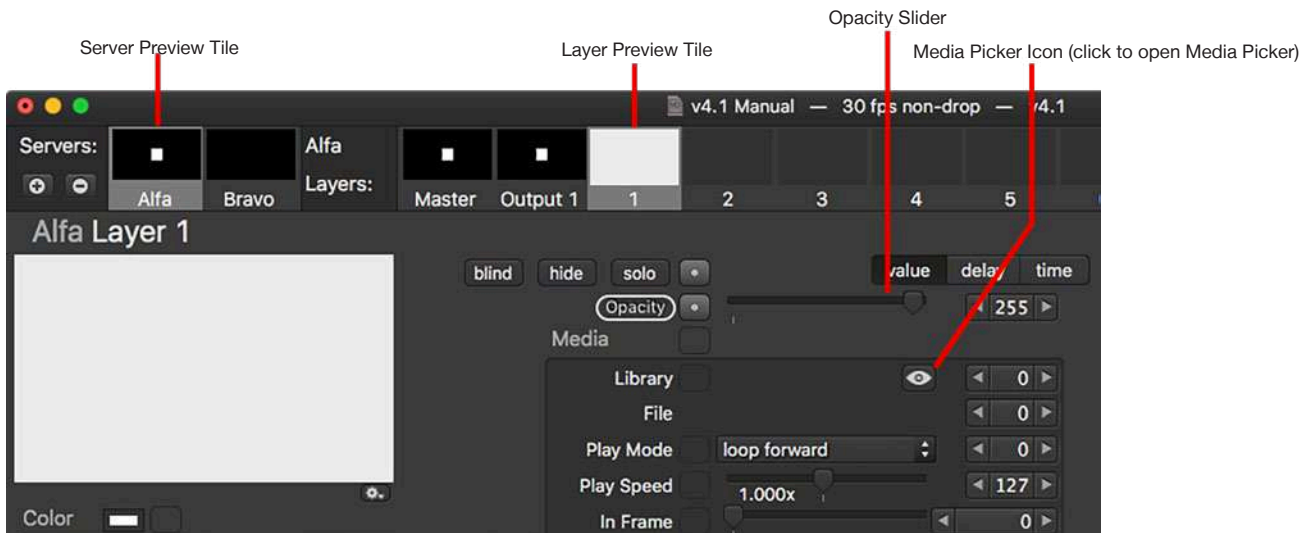 Opacity Slider
Server Preview Tile
Layer Preview Tile
Media Picker Icon (click to open Media Picker)
v4.1 Manual — 30 fps non-drop — v4.1
Servers:
Alfa
Bravo
Alfa
Layers:
Master
Output 1
1
2
3
4
5
Alfa Layer 1
blind
hide
solo
value
delay
time
Opacity
255
Media
Library
0
File
0
Play Mode
loop forward
0
Play Speed
1.000x
127
Color
In Frame
0